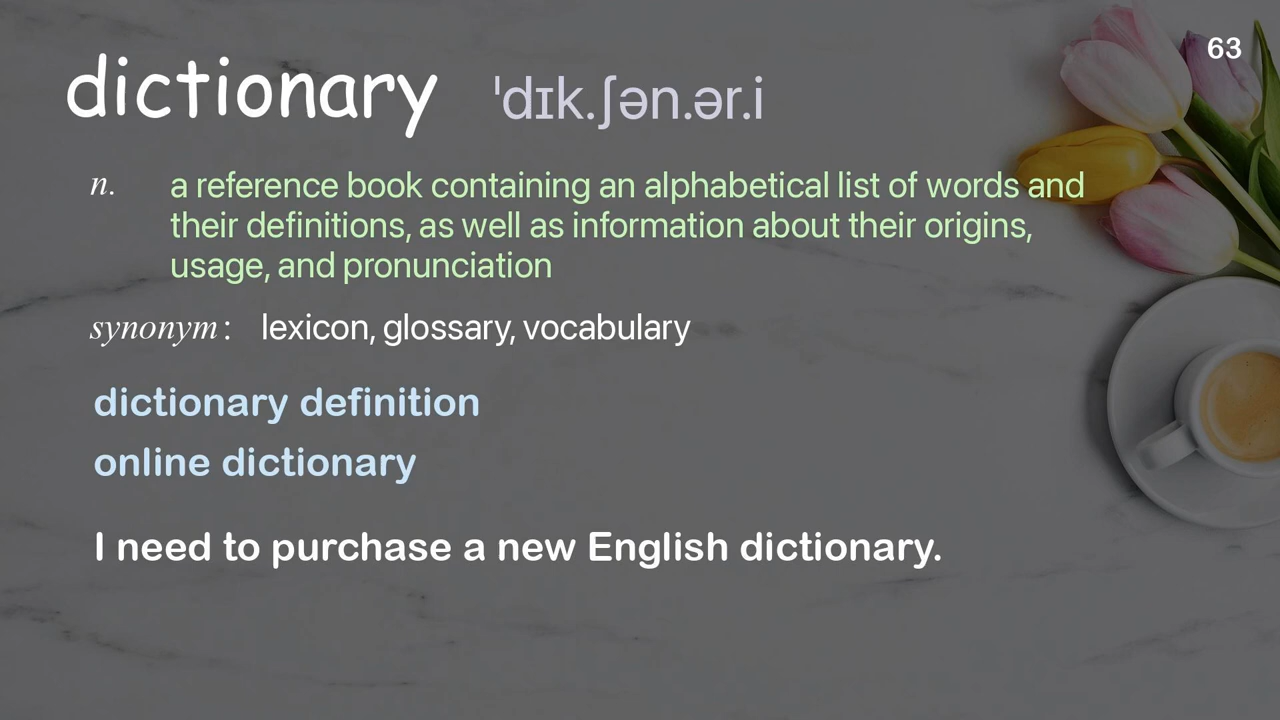 63
dictionary ˈdɪk.ʃən.ər.i
n. a reference book containing an alphabetical list of words and
their definitions, as well as information about their origins,
usage, and pronunciation
synonym: lexicon, glossary, vocabulary
dictionary definition
online dictionary
I need to purchase a new English dictionary.